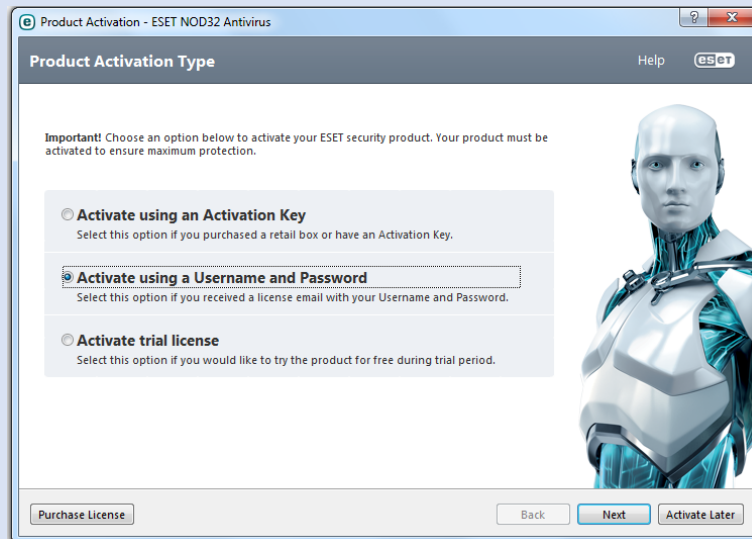 e Product Activation - ESET NOD32 Antivirus
?
X
Product Activation Type
Help
eseT
Important! Choose an option below to activate your ESET security product. Your product must be
activated to ensure maximum protection.
Activate using an Activation Key
Select this option if you purchased a retail box or have an Activation Key.
Activate using a Username and Password
Select this option if you received a license email with your Username and Password.
Activate trial license
Select this option if you would like to try the product for free during trial period.
Purchase License
Back
Next
Activate Later